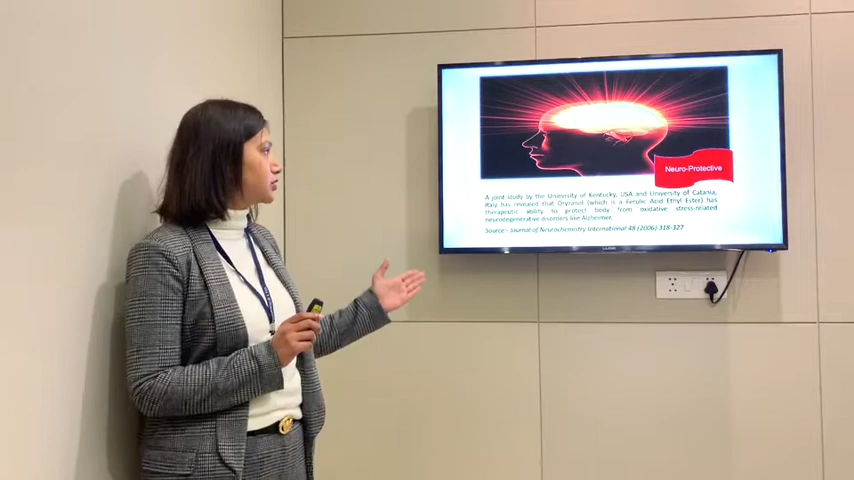 Neuro-Protective
A joint study by the University of Kentucky, USA and University of Catania,
Italy has revealed that Oryzanol (which is a Ferulic Acid Ethyl Ester) has
therapeutic ability to protect body from oxidative stress-related
neurodegenerative disorders like Alzheimer.
Source:- Journal of Neurochemistry International 48 (2006) 318-327